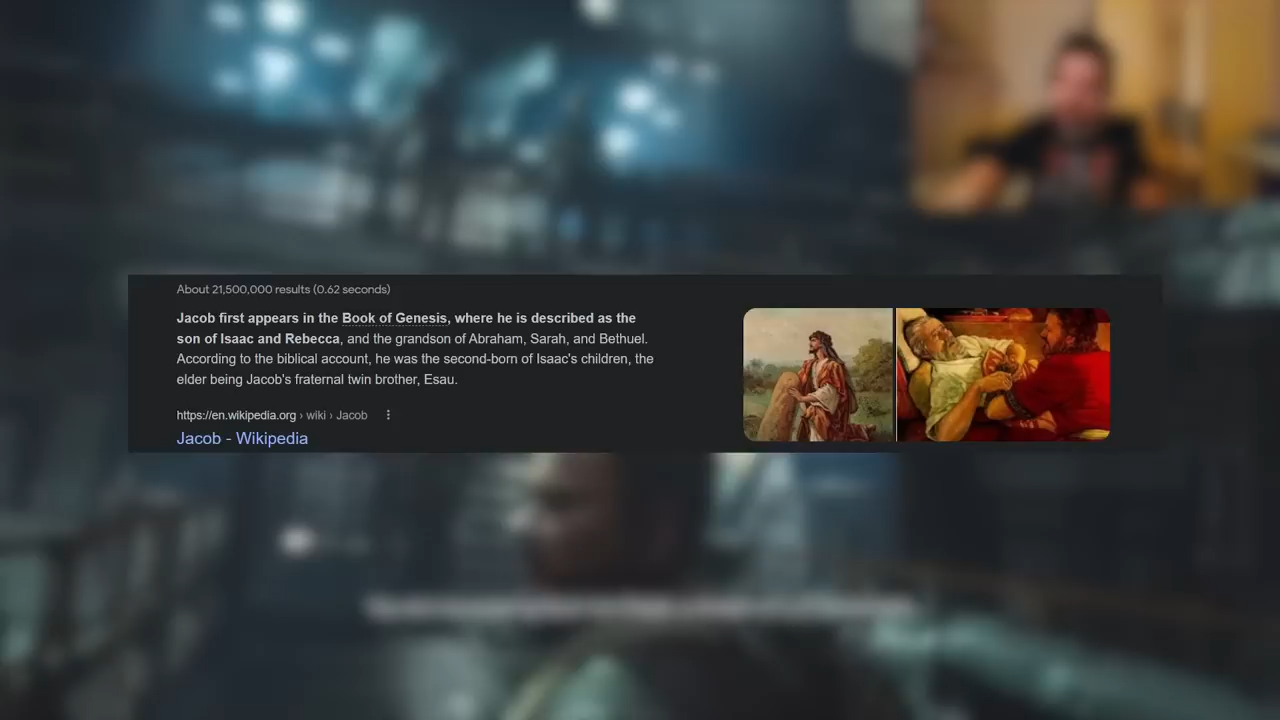 About 21,500,000 results (0.62 seconds)
Jacob first appears in the Book of Genesis, where he is described as the
son of Isaac and Rebecca, and the grandson of Abraham, Sarah, and Bethuel.
According to the biblical account, he was the second-born of Isaac's children, the
elder being Jacob's fraternal twin brother, Esau.
https://en.wikipedia.org › wiki › Jacob
Jacob - Wikipedia